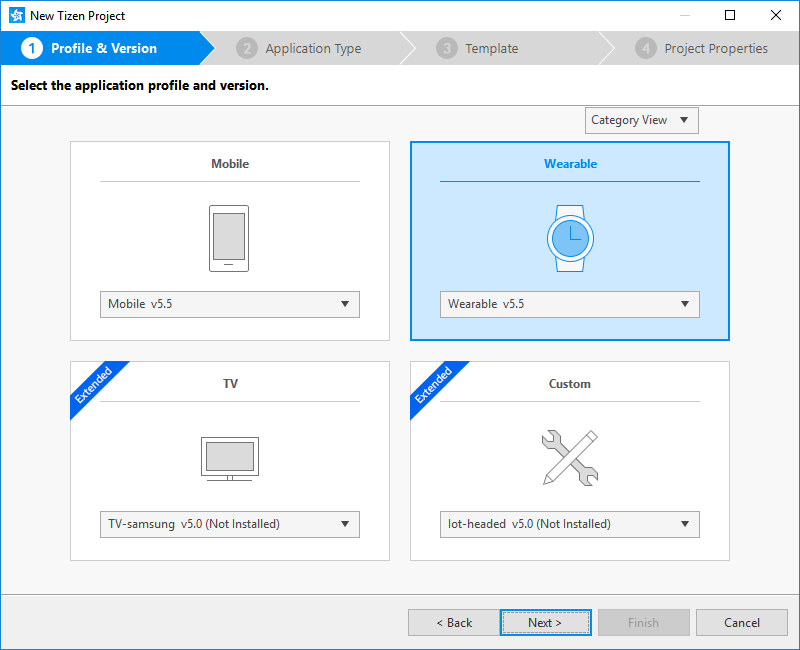 New Tizen Project
1 Profile & Version
2 Application Type
3 Template
4 Project Properties
Select the application profile and version.
Category View
Mobile
Mobile v5.5
Wearable
Wearable v5.5
Extended
TV
TV-samsung v5.0 (Not Installed)
Extended
Custom
Iot-headed v5.0 (Not Installed)
< Back
Next >
Finish
Cancel